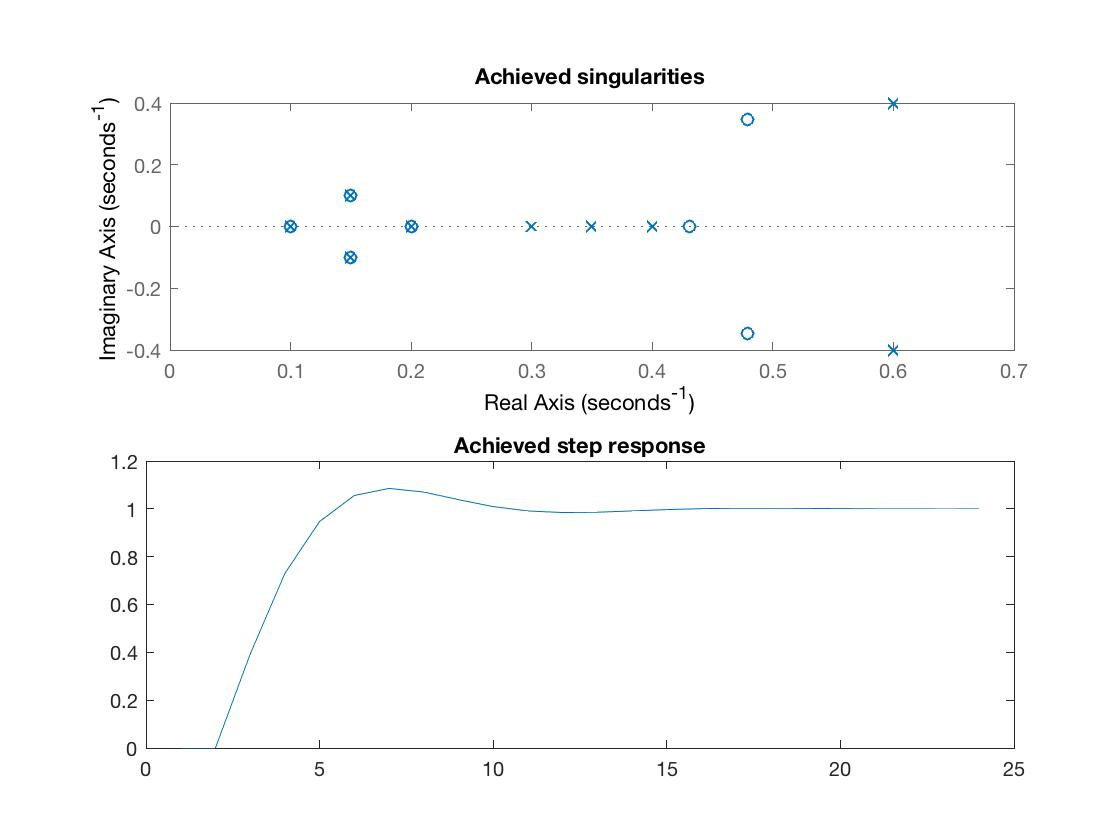 Achieved singularities
Imaginary Axis (seconds⁻¹)
0.4
0.2
0
-0.2
-0.4
0 0.1 0.2 0.3 0.4 0.5 0.6 0.7
Real Axis (seconds⁻¹)
Achieved step response
1.2
1
0.8
0.6
0.4
0.2
0
0 5 10 15 20 25